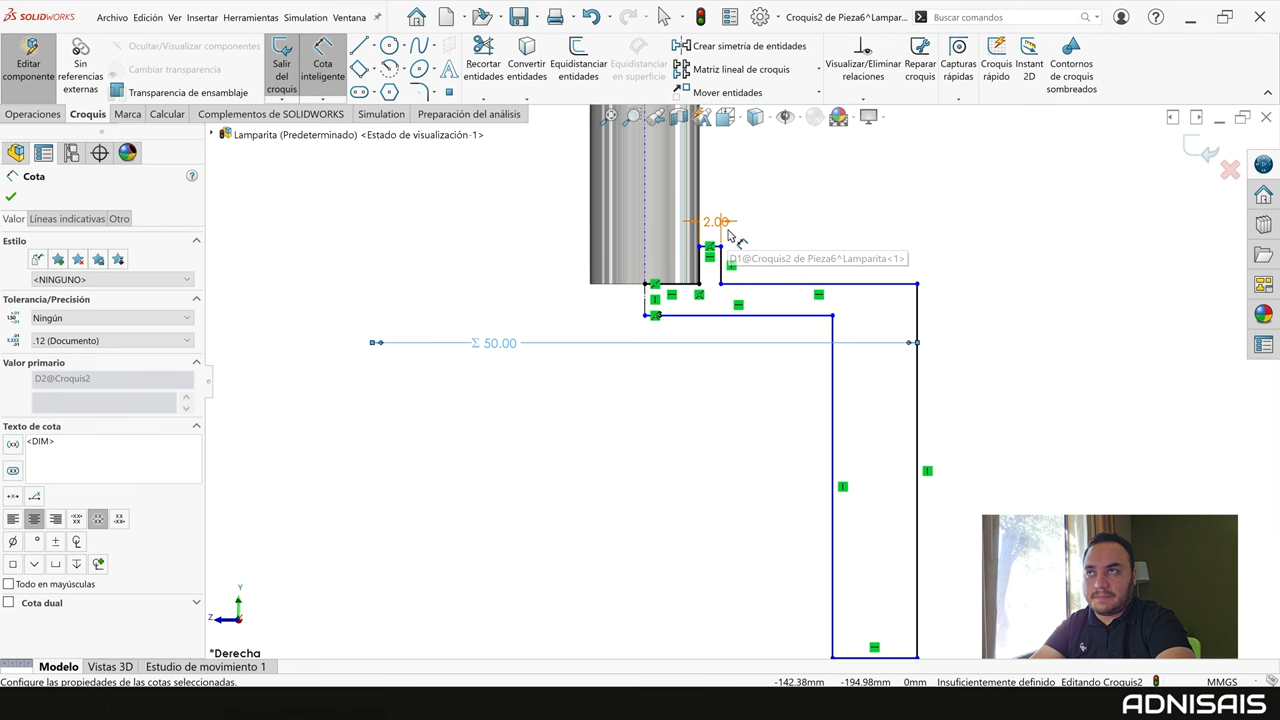 SOLIDWORKS
Archivo Edición Ver Insertar Herramientas Simulation Ventana
Croquis2 de Pieza6^Lampar...
Buscar comandos
Editar componente
Sin referencias externas
Ocultar/Visualizar componentes
Cambiar transparencia
Transparencia de ensamblaje
Salir del croquis
Cota inteligente
Recortar entidades
Convertir entidades
Equidistanciar entidades
Equidistanciar en superficie
Crear simetría de entidades
Matriz lineal de croquis
Mover entidades
Visualizar/Eliminar relaciones
Reparar croquis
Capturas rápidas
Croquis rápido
Instant 2D
Contornos de croquis sombreados
Operaciones Croquis Marca Calcular Complementos de SOLIDWORKS Simulation Preparación del análisis
Lamparita (Predeterminado) <Estado de visualización-1>
Cota
Valor Líneas indicativas Otro
Estilo
<NINGUNO>
Tolerancia/Precisión
Ningún
.12 (Documento)
Valor primario
D2@Croquis2
Texto de cota
<DIM>
Todo en mayúsculas
Cota dual
2.00
D1@Croquis2 de Pieza6^Lamparita<1>
Σ 50.00
Y
Z
*Derecha
Modelo Vistas 3D Estudio de movimiento 1
Configure las propiedades de las cotas seleccionadas.
-142.38mm -194.98mm 0mm Insuficientemente definido Editando Croquis2 MMGS
ADNISAIS